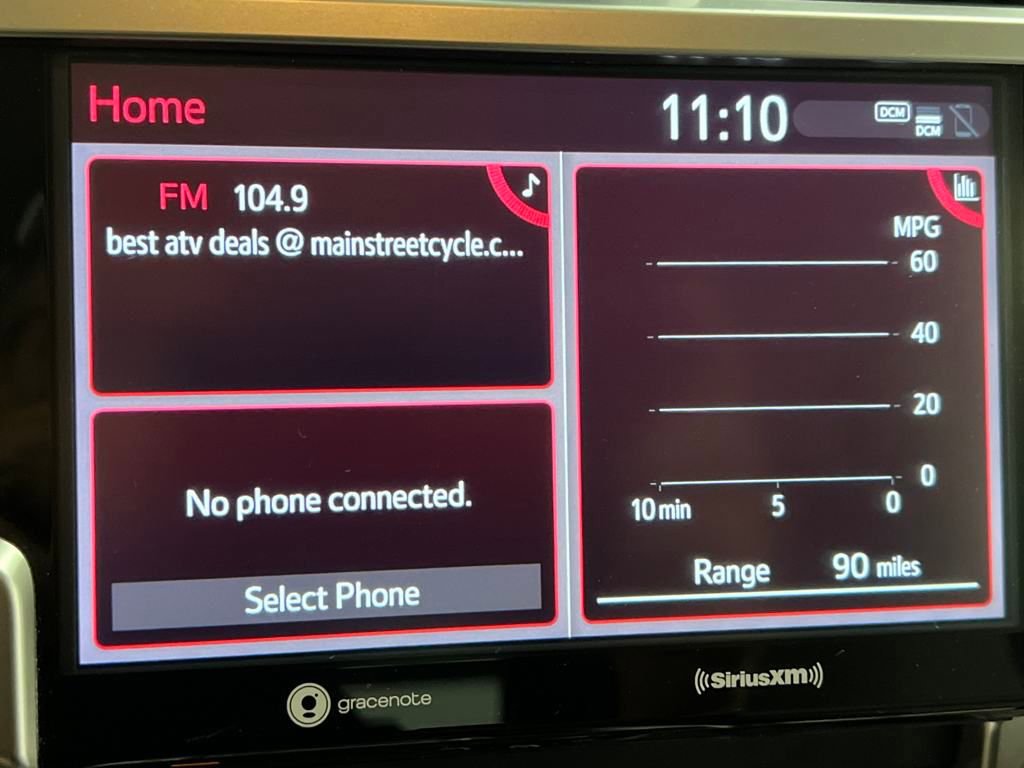 Home
11:10
DCM
DCM
FM 104.9
best atv deals @ mainstreetcycle.c...
No phone connected.
Select Phone
MPG
60
40
20
0
10 min 5 0
Range 90 miles
gracenote
((SiriusXM))